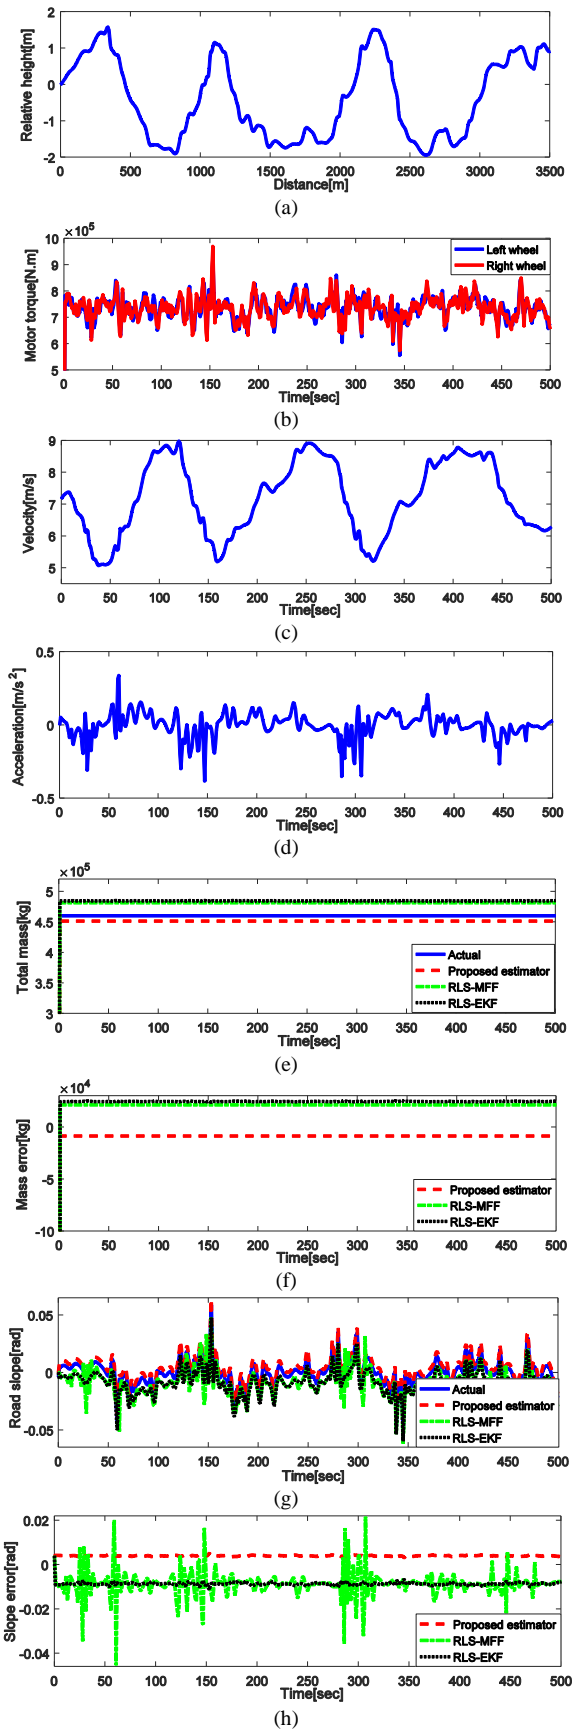 2
1
0
-1
-2
Relative height[m]
0 500 1000 1500 2000 2500 3000 3500
Distance[m]
(a)
×10⁵
10
9
8
7
6
5
Motor torque[N.m]
Left wheel
Right wheel
0 50 100 150 200 250 300 350 400 450 500
Time[sec]
(b)
9
8
7
6
5
Velocity[m/s]
0 50 100 150 200 250 300 350 400 450 500
Time[sec]
(c)
0.5
0
-0.5
Acceleration[m/s²]
0 50 100 150 200 250 300 350 400 450 500
Time[sec]
(d)
×10⁵
5
4.5
4
3.5
3
Total mass[kg]
Actual
Proposed estimator
RLS-MFF
RLS-EKF
0 50 100 150 200 250 300 350 400 450 500
Time[sec]
(e)
×10⁴
0
-5
-10
Mass error[kg]
Proposed estimator
RLS-MFF
RLS-EKF
0 50 100 150 200 250 300 350 400 450 500
Time[sec]
(f)
0.05
0
-0.05
Road slope[rad]
Actual
Proposed estimator
RLS-MFF
RLS-EKF
0 50 100 150 200 250 300 350 400 450 500
Time[sec]
(g)
0.02
0
-0.02
-0.04
Slope error[rad]
Proposed estimator
RLS-MFF
RLS-EKF
0 50 100 150 200 250 300 350 400 450 500
Time[sec]
(h)